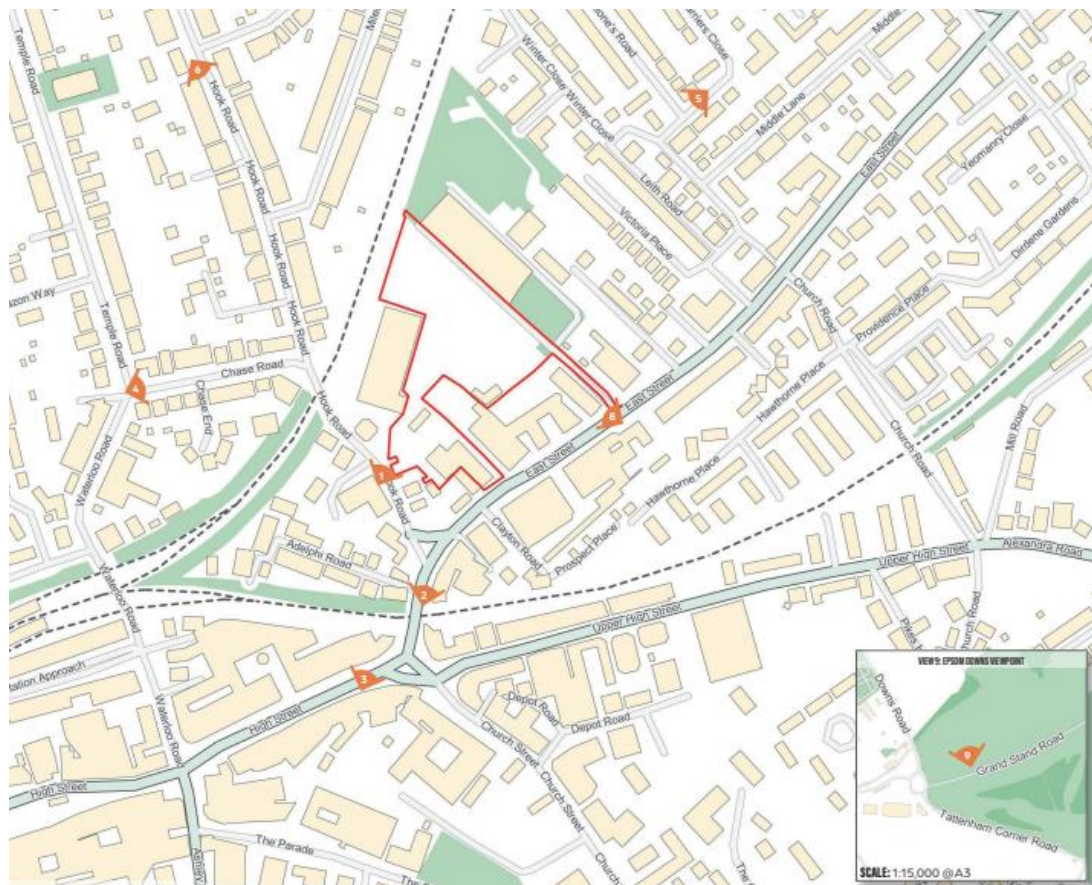 Temple Road
6
Hook Road
Hook Road
Hook Road
Hook Road
Hook Road
Hook Road
Temple Road
Chase Road
4
Chase End
Waterloo Road
Waterloo Road
Waterloo Road
1
Adelphi Road
2
3
High Street
High Street
The Parade
Winter Close
Winter Close
5
Middle Lane
Leith Road
Victoria Place
East Street
East Street
East Street
8
Yeomanry Close
Dirdene Gardens
Church Road
Church Road
Providence Place
Hawthorne Place
Hawthorne Place
Prospect Place
Clayton Road
Mill Road
Upper High Street
Upper High Street
Alexandra Road
Depot Road
Depot Road
Church Street
Church Street
VIEW 9: EPSOM DOWNS VIEWPOINT
Downs Road
9
Grand Stand Road
Tattenham Corner Road
SCALE: 1:15,000 @A3